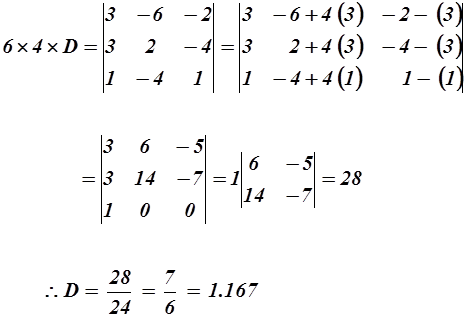 6 × 4 × D = |3 −6 −2| = |3 −6+4(3) −2−(3)|
|3 2 −4| |3 2+4(3) −4−(3)|
|1 −4 1| |1 −4+4(1) 1−(1)|
= |3 6 −5| = 1|6 −5| = 28
|3 14 −7| |14 −7|
|1 0 0|
∴ D = 28/24 = 7/6 = 1.167